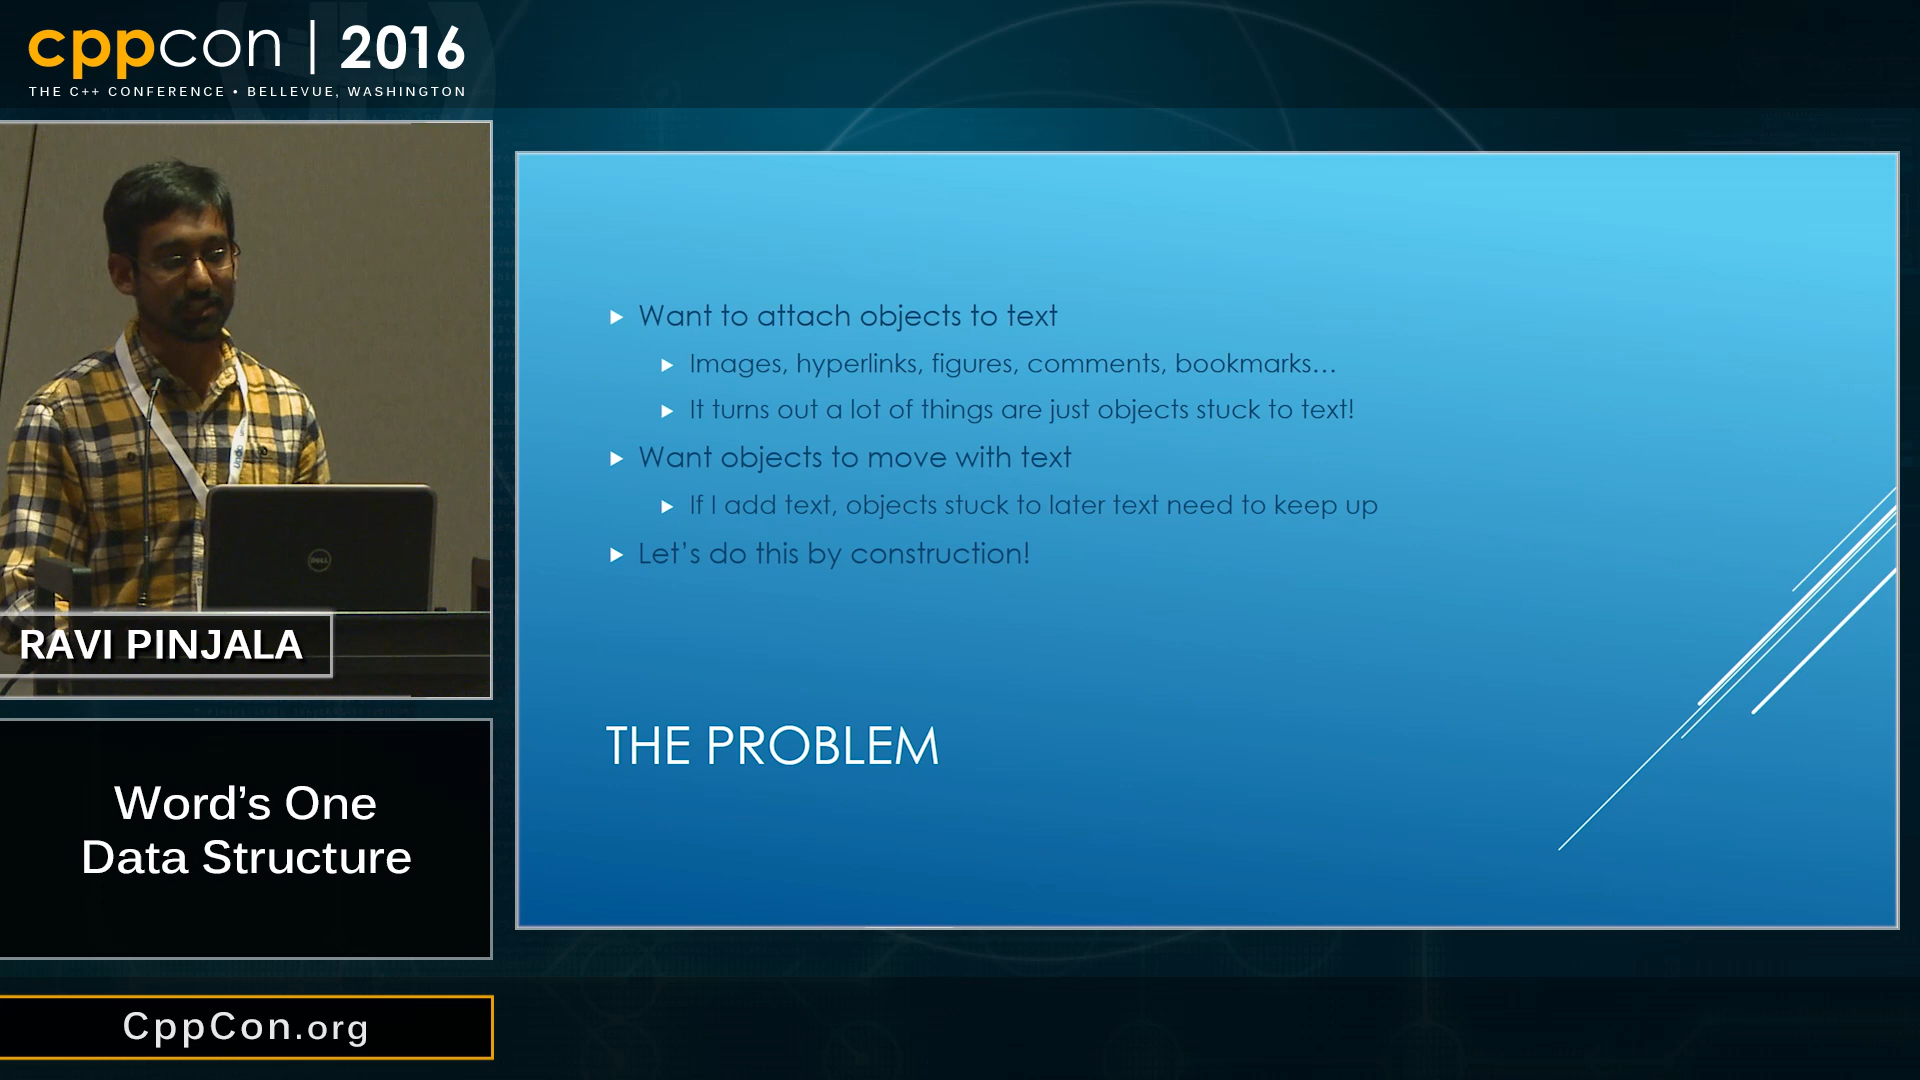 cppcon | 2016
THE C++ CONFERENCE • BELLEVUE, WASHINGTON
RAVI PINJALA
Word’s One
Data Structure
CppCon.org
Want to attach objects to text
Images, hyperlinks, figures, comments, bookmarks…
It turns out a lot of things are just objects stuck to text!
Want objects to move with text
If I add text, objects stuck to later text need to keep up
Let’s do this by construction!
THE PROBLEM
DELL
undo